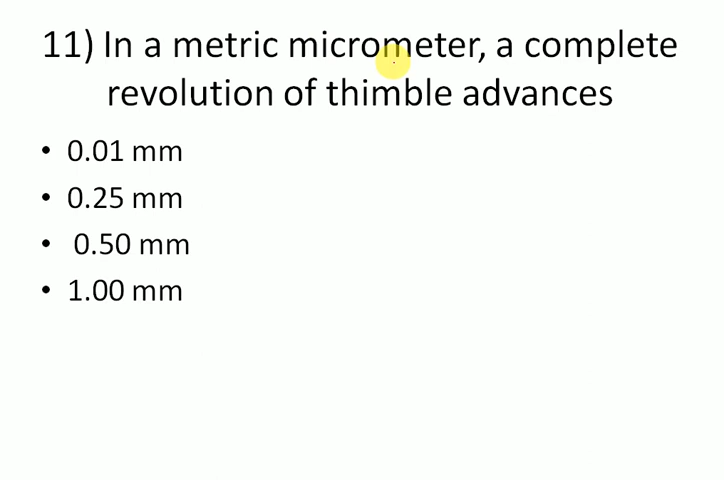 11) In a metric micrometer, a complete
revolution of thimble advances
• 0.01 mm
• 0.25 mm
• 0.50 mm
• 1.00 mm